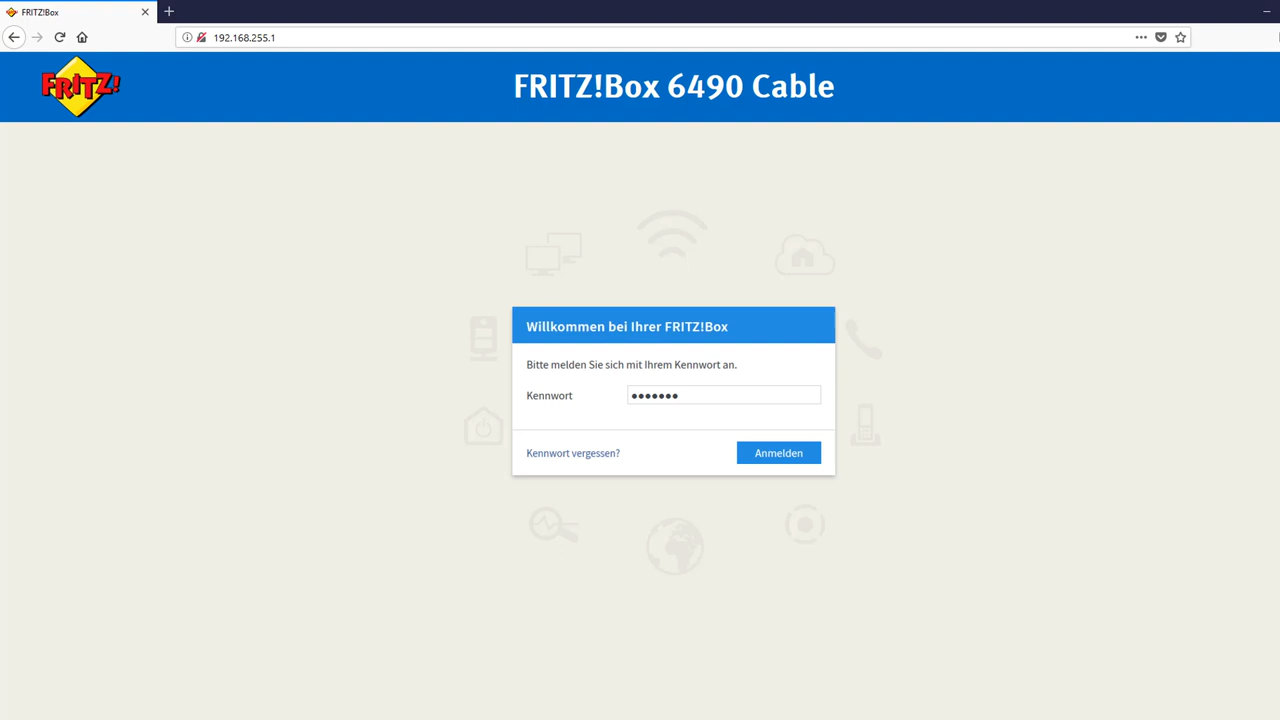 FRITZ!Box
192.168.255.1
FRITZ!
FRITZ!Box 6490 Cable
Willkommen bei Ihrer FRITZ!Box
Bitte melden Sie sich mit Ihrem Kennwort an.
Kennwort •••••••
Kennwort vergessen? Anmelden